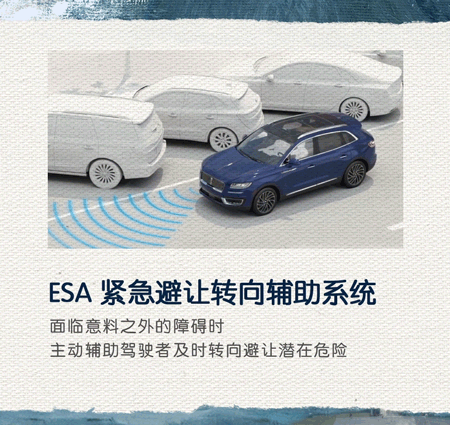 ESA 紧急避让转向辅助系统
面临意料之外的障碍时
主动辅助驾驶者及时转向避让潜在危险